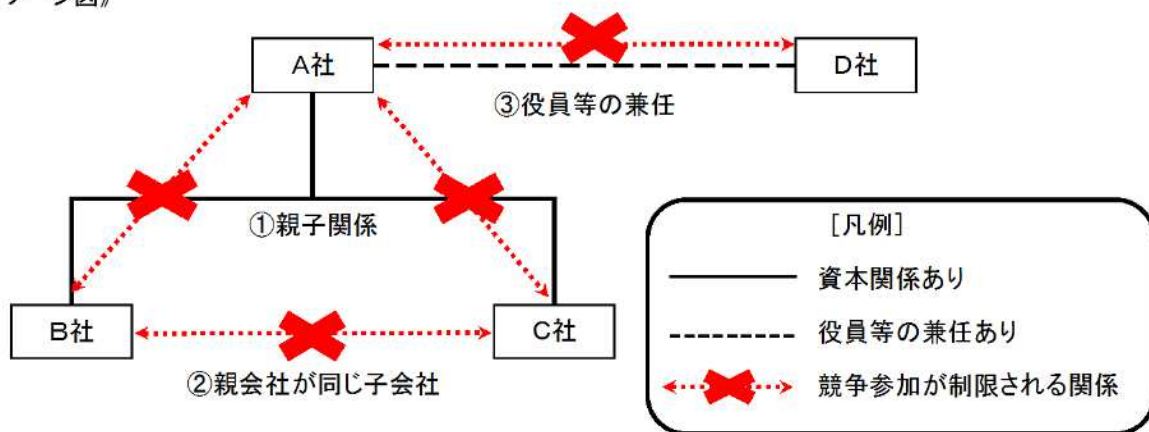 A社
D社
③役員等の兼任
①親子関係
B社
C社
②親会社が同じ子会社
［凡例］
資本関係あり
役員等の兼任あり
競争参加が制限される関係